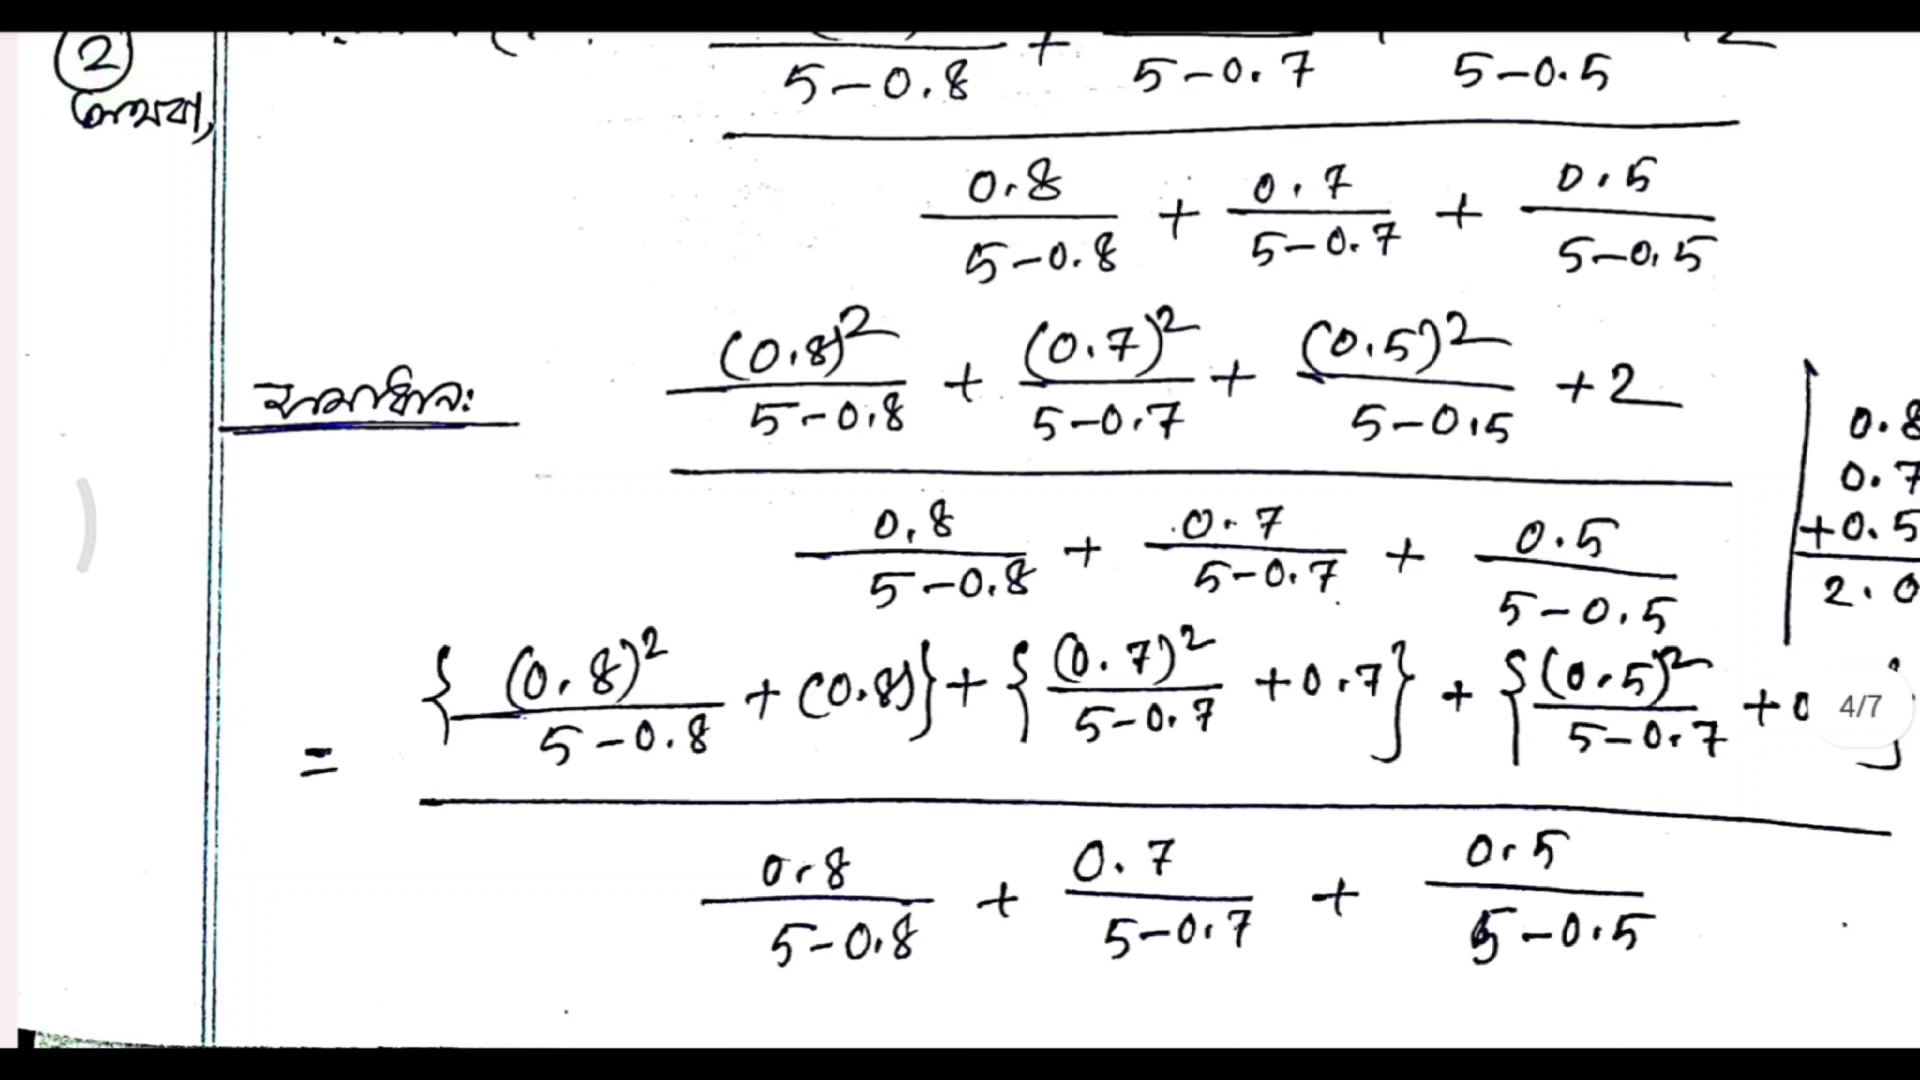 ② 
অথবা,
5-0.8 + 5-0.7 5-0.5
0.8/(5-0.8) + 0.7/(5-0.7) + 0.5/(5-0.5)
সমাধানঃ
(0.8)²/(5-0.8) + (0.7)²/(5-0.7) + (0.5)²/(5-0.5) + 2
0.8/(5-0.8) + 0.7/(5-0.7) + 0.5/(5-0.5)
0.8
0.7
+0.5
2.0
= {(0.8)²/(5-0.8) + (0.8)} + {(0.7)²/(5-0.7) + 0.7} + {(0.5)²/(5-0.7) + 0
4/7
0.8/(5-0.8) + 0.7/(5-0.7) + 0.5/(5-0.5)